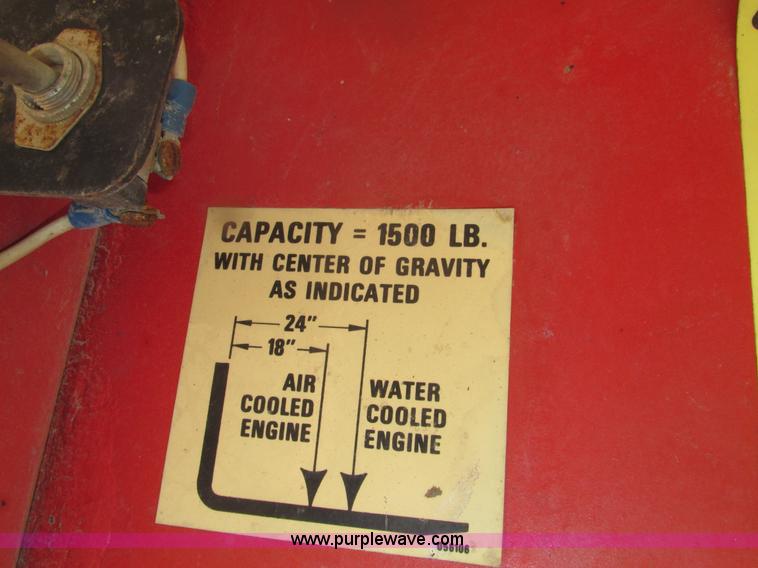 CAPACITY = 1500 LB.
WITH CENTER OF GRAVITY
AS INDICATED
24"
18"
AIR
COOLED
ENGINE
WATER
COOLED
ENGINE
056106
www.purplewave.com